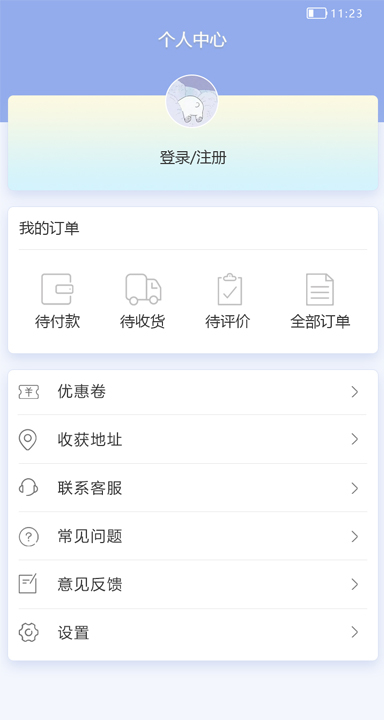 11:23
个人中心
登录/注册
我的订单
待付款 待收货 待评价 全部订单
优惠卷
收获地址
联系客服
常见问题
意见反馈
设置